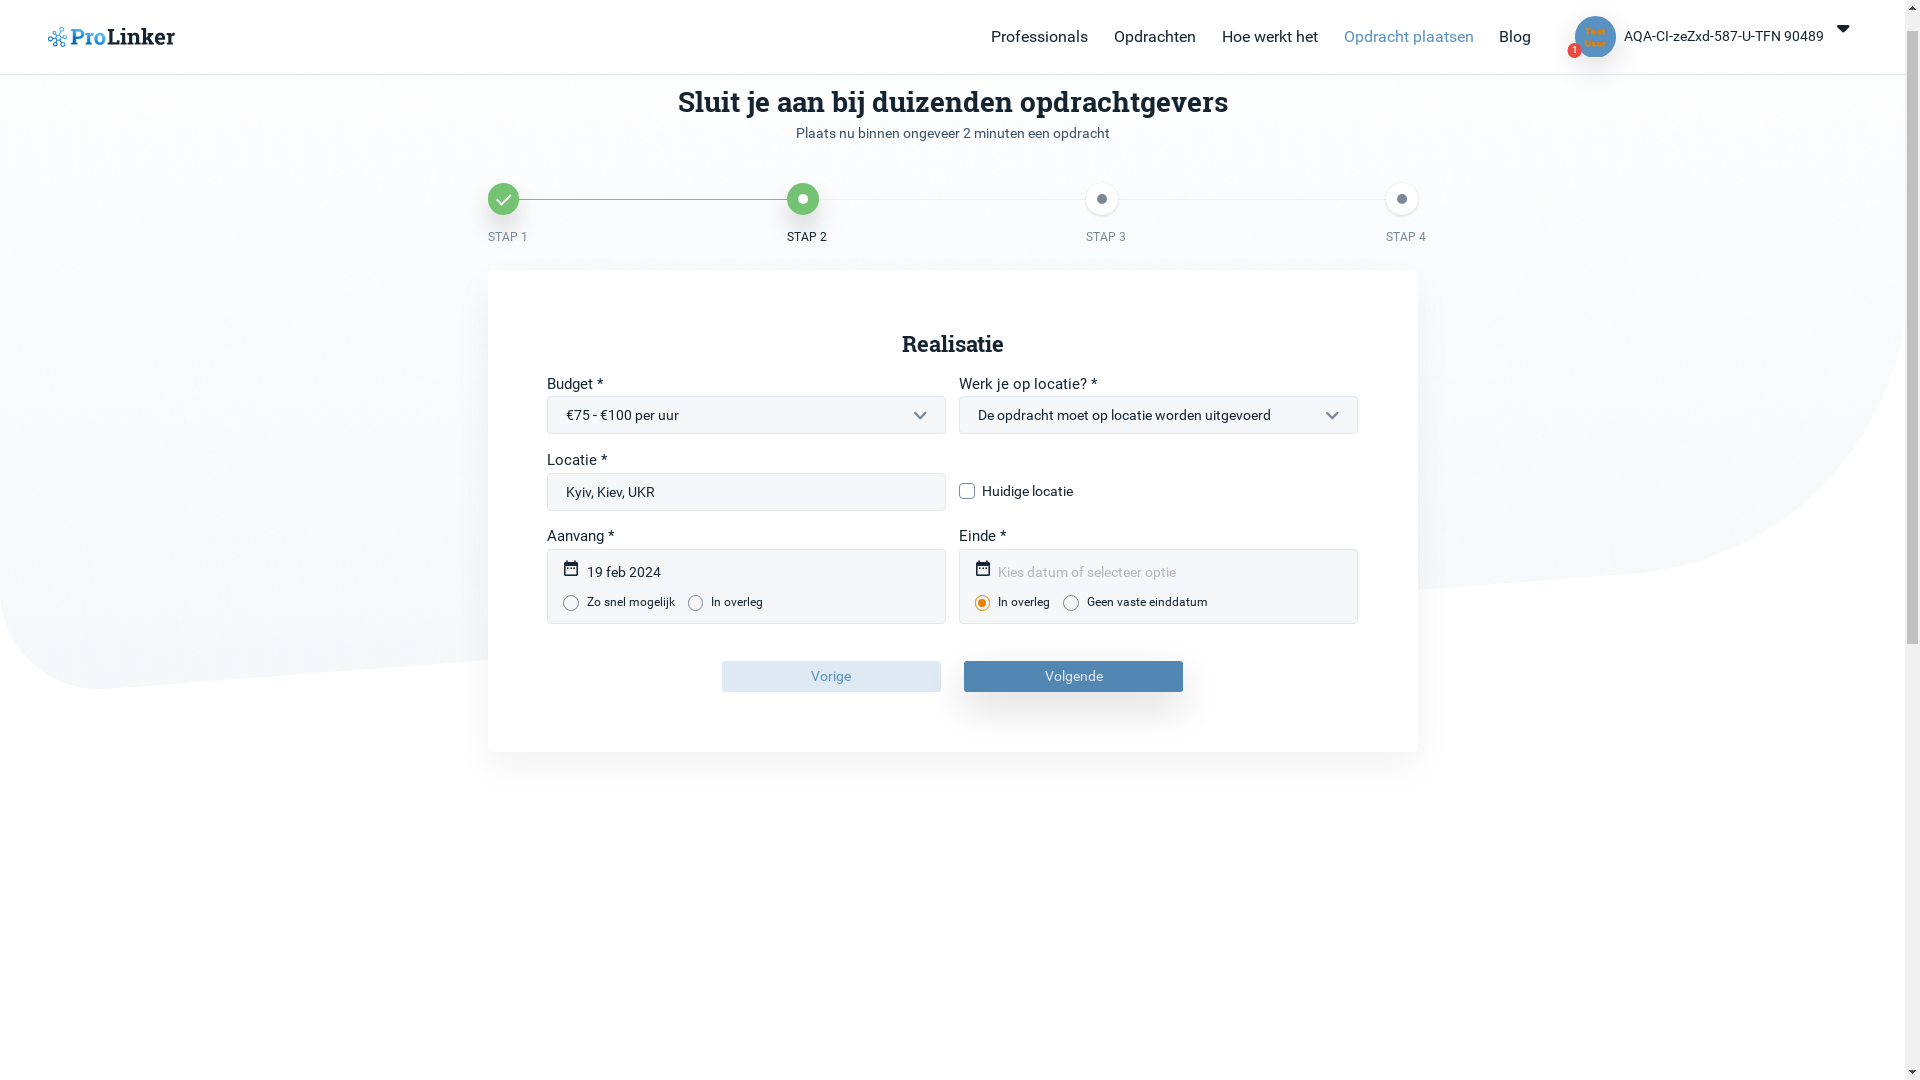 ProLinker
Professionals
Opdrachten
Hoe werkt het
Opdracht plaatsen
Blog
Test
User
1
AQA-CI-zeZxd-587-U-TFN 90489
Sluit je aan bij duizenden opdrachtgevers
Plaats nu binnen ongeveer 2 minuten een opdracht
STAP 1
STAP 2
STAP 3
STAP 4
Realisatie
Budget *
Werk je op locatie? *
€75 - €100 per uur
De opdracht moet op locatie worden uitgevoerd
Locatie *
Kyiv, Kiev, UKR
Huidige locatie
Aanvang *
Einde *
19 feb 2024
Kies datum of selecteer optie
Zo snel mogelijk
In overleg
In overleg
Geen vaste einddatum
Vorige
Volgende